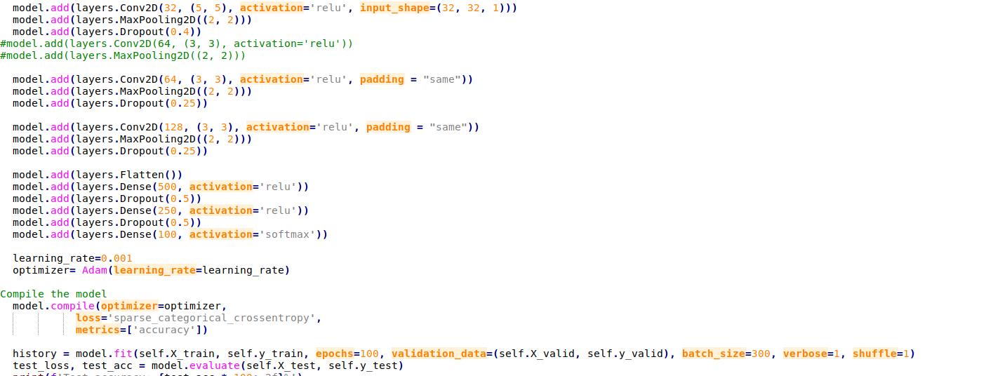 model.add(layers.Conv2D(32, (5, 5), activation='relu', input_shape=(32, 32, 1)))
model.add(layers.MaxPooling2D((2, 2)))
model.add(layers.Dropout(0.4))
#model.add(layers.Conv2D(64, (3, 3), activation='relu'))
#model.add(layers.MaxPooling2D((2, 2)))
model.add(layers.Conv2D(64, (3, 3), activation='relu', padding = "same"))
model.add(layers.MaxPooling2D((2, 2)))
model.add(layers.Dropout(0.25))
model.add(layers.Conv2D(128, (3, 3), activation='relu', padding = "same"))
model.add(layers.MaxPooling2D((2, 2)))
model.add(layers.Dropout(0.25))
model.add(layers.Flatten())
model.add(layers.Dense(500, activation='relu'))
model.add(layers.Dropout(0.5))
model.add(layers.Dense(250, activation='relu'))
model.add(layers.Dropout(0.5))
model.add(layers.Dense(100, activation='softmax'))
learning_rate=0.001
optimizer= Adam(learning_rate=learning_rate)
Compile the model
model.compile(optimizer=optimizer,
loss='sparse_categorical_crossentropy',
metrics=['accuracy'])
history = model.fit(self.X_train, self.y_train, epochs=100, validation_data=(self.X_valid, self.y_valid), batch_size=300, verbose=1, shuffle=1)
test_loss, test_acc = model.evaluate(self.X_test, self.y_test)